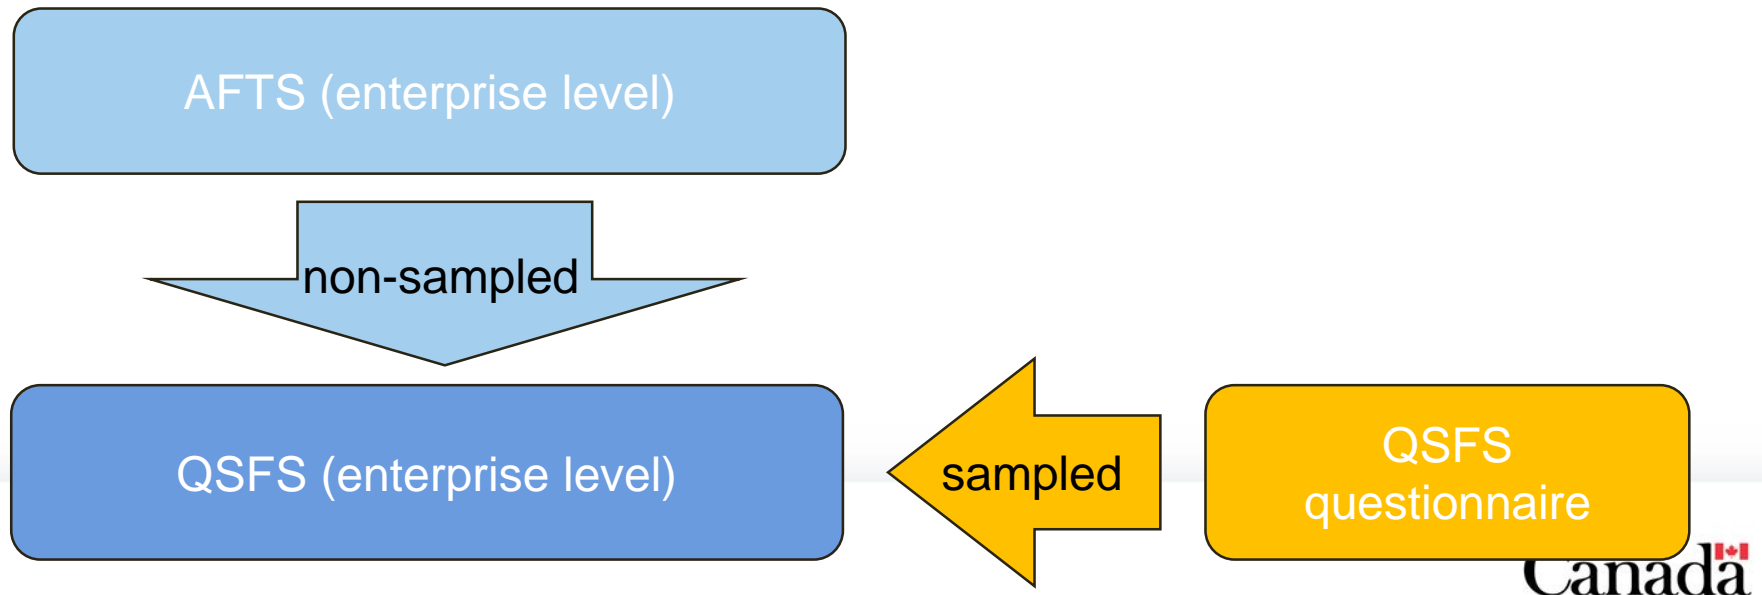 AFTS (enterprise level)
non-sampled
QSFS (enterprise level)
sampled
QSFS
questionnaire
Canada